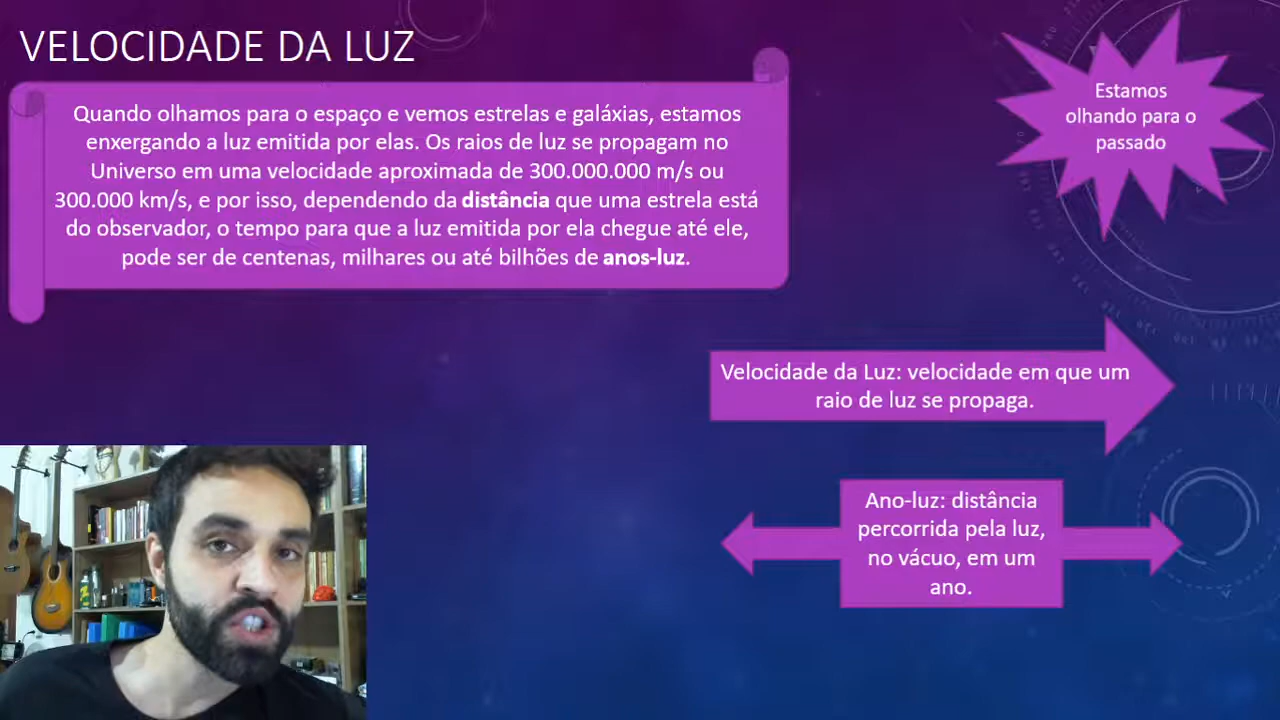 VELOCIDADE DA LUZ
Quando olhamos para o espaço e vemos estrelas e galáxias, estamos
enxergando a luz emitida por elas. Os raios de luz se propagam no
Universo em uma velocidade aproximada de 300.000.000 m/s ou
300.000 km/s, e por isso, dependendo da distância que uma estrela está
do observador, o tempo para que a luz emitida por ela chegue até ele,
pode ser de centenas, milhares ou até bilhões de anos-luz.
Estamos
olhando para o
passado
Velocidade da Luz: velocidade em que um
raio de luz se propaga.
Ano-luz: distância
percorrida pela luz,
no vácuo, em um
ano.